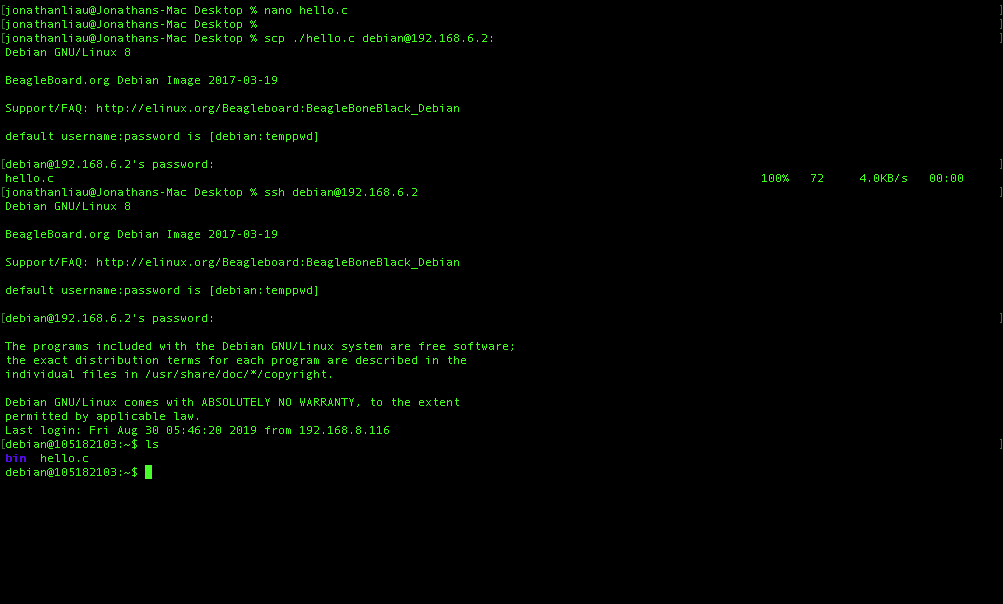 [jonathanliau@Jonathans-Mac Desktop % nano hello.c ]
[jonathanliau@Jonathans-Mac Desktop % ]
[jonathanliau@Jonathans-Mac Desktop % scp ./hello.c debian@192.168.6.2: ]
Debian GNU/Linux 8
BeagleBoard.org Debian Image 2017-03-19
Support/FAQ: http://elinux.org/Beagleboard:BeagleBoneBlack_Debian
default username:password is [debian:temppwd]
[debian@192.168.6.2's password: ]
hello.c 100% 72 4.0KB/s 00:00
[jonathanliau@Jonathans-Mac Desktop % ssh debian@192.168.6.2 ]
Debian GNU/Linux 8
BeagleBoard.org Debian Image 2017-03-19
Support/FAQ: http://elinux.org/Beagleboard:BeagleBoneBlack_Debian
default username:password is [debian:temppwd]
[debian@192.168.6.2's password: ]
The programs included with the Debian GNU/Linux system are free software;
the exact distribution terms for each program are described in the
individual files in /usr/share/doc/*/copyright.
Debian GNU/Linux comes with ABSOLUTELY NO WARRANTY, to the extent
permitted by applicable law.
Last login: Fri Aug 30 05:46:20 2019 from 192.168.8.116
[debian@105182103:~$ ls ]
bin hello.c
debian@105182103:~$